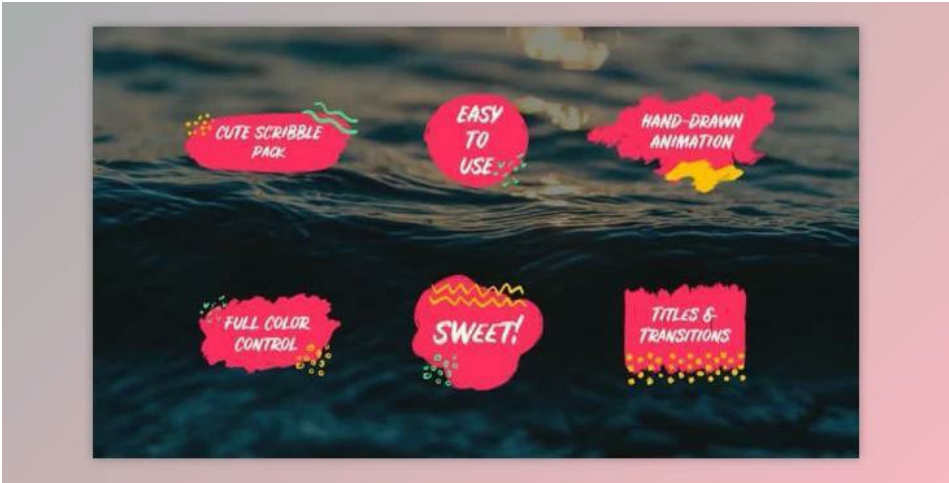 CUTE SCRIBBLE
PACK
EASY
TO
USE
HAND-DRAWN
ANIMATION
FULL COLOR
CONTROL
SWEET!
TITLES &
TRANSITIONS